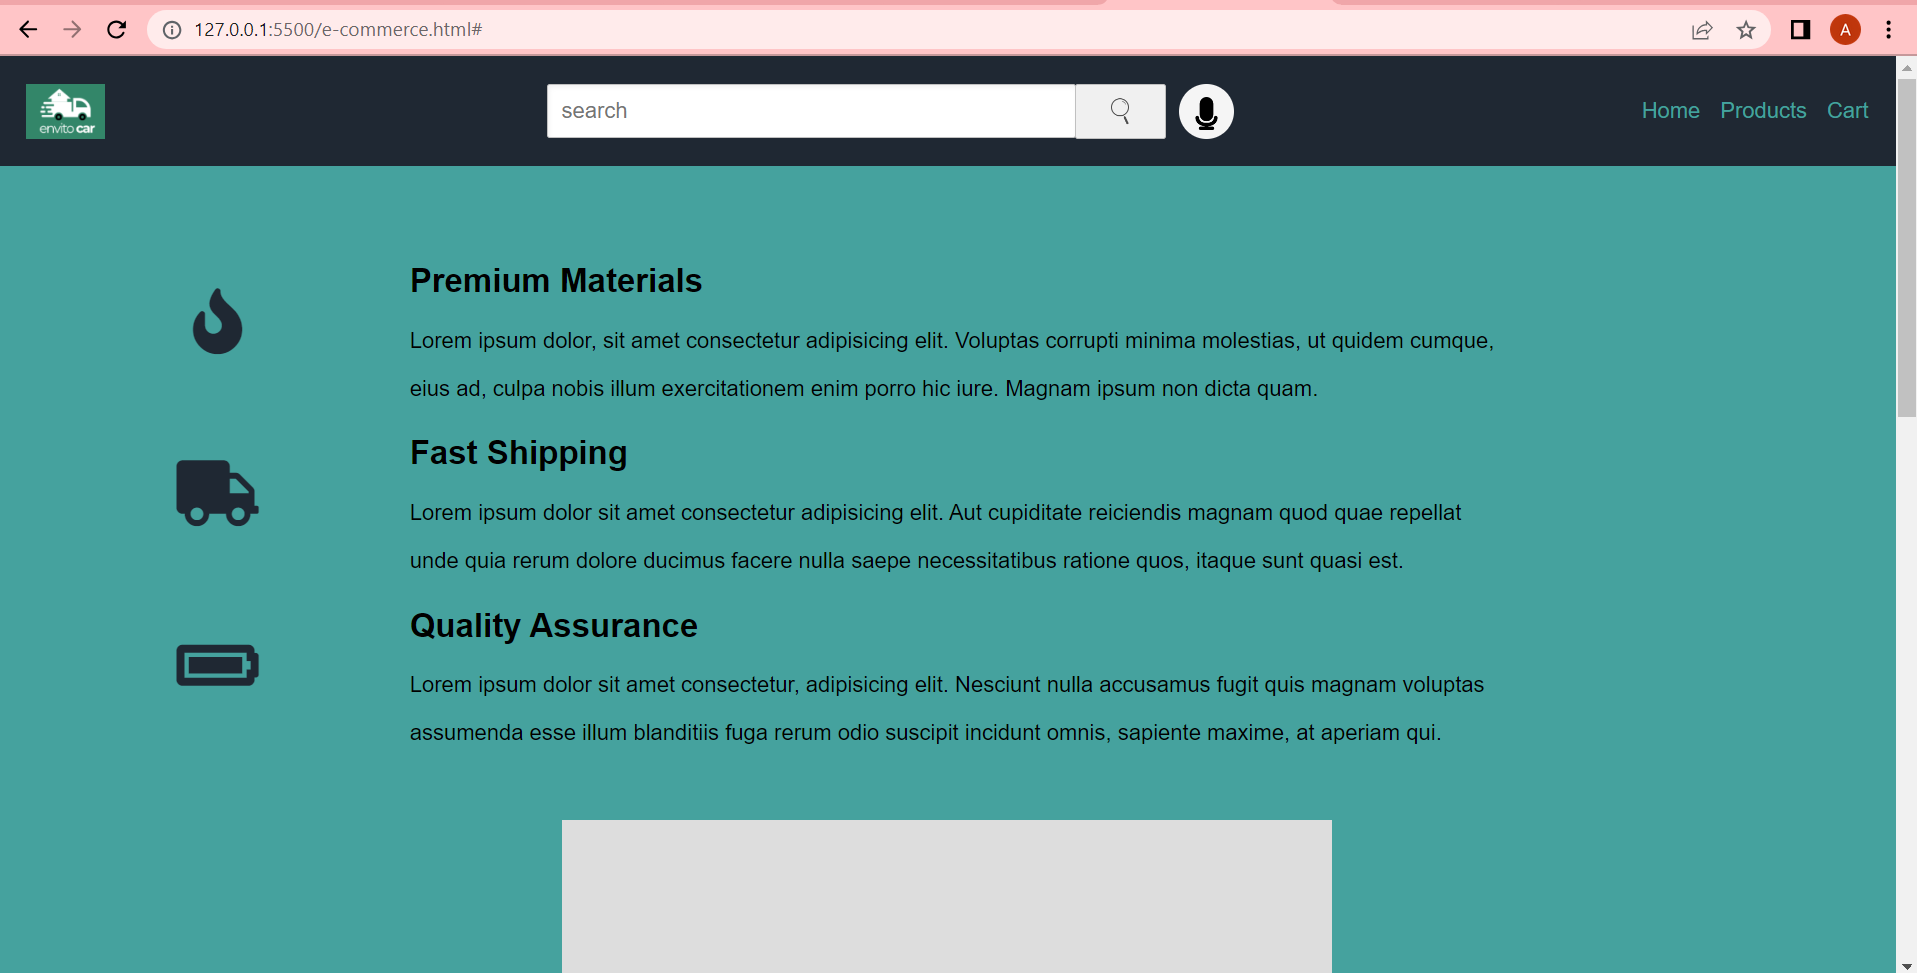 127.0.0.1:5500/e-commerce.html#
A
envito car
search
Home Products Cart
Premium Materials
Lorem ipsum dolor, sit amet consectetur adipisicing elit. Voluptas corrupti minima molestias, ut quidem cumque,
eius ad, culpa nobis illum exercitationem enim porro hic iure. Magnam ipsum non dicta quam.
Fast Shipping
Lorem ipsum dolor sit amet consectetur adipisicing elit. Aut cupiditate reiciendis magnam quod quae repellat
unde quia rerum dolore ducimus facere nulla saepe necessitatibus ratione quos, itaque sunt quasi est.
Quality Assurance
Lorem ipsum dolor sit amet consectetur, adipisicing elit. Nesciunt nulla accusamus fugit quis magnam voluptas
assumenda esse illum blanditiis fuga rerum odio suscipit incidunt omnis, sapiente maxime, at aperiam qui.